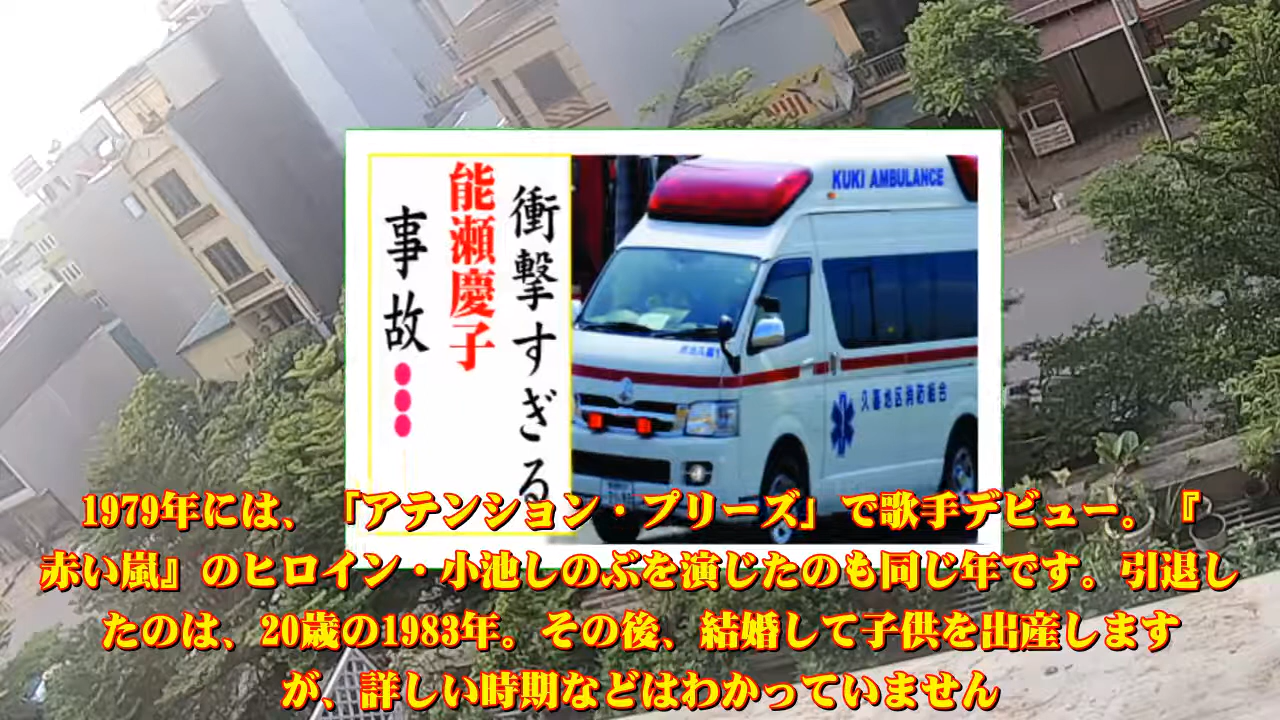 衝撃すぎる
能瀬慶子
事故●●●
KUKI AMBULANCE
久喜地区消防組合
1979年には、「アテンション・プリーズ」で歌手デビュー。『
赤い嵐』のヒロイン・小池しのぶを演じたのも同じ年です。引退し
たのは、20歳の1983年。その後、結婚して子供を出産します
が、詳しい時期などはわかっていません